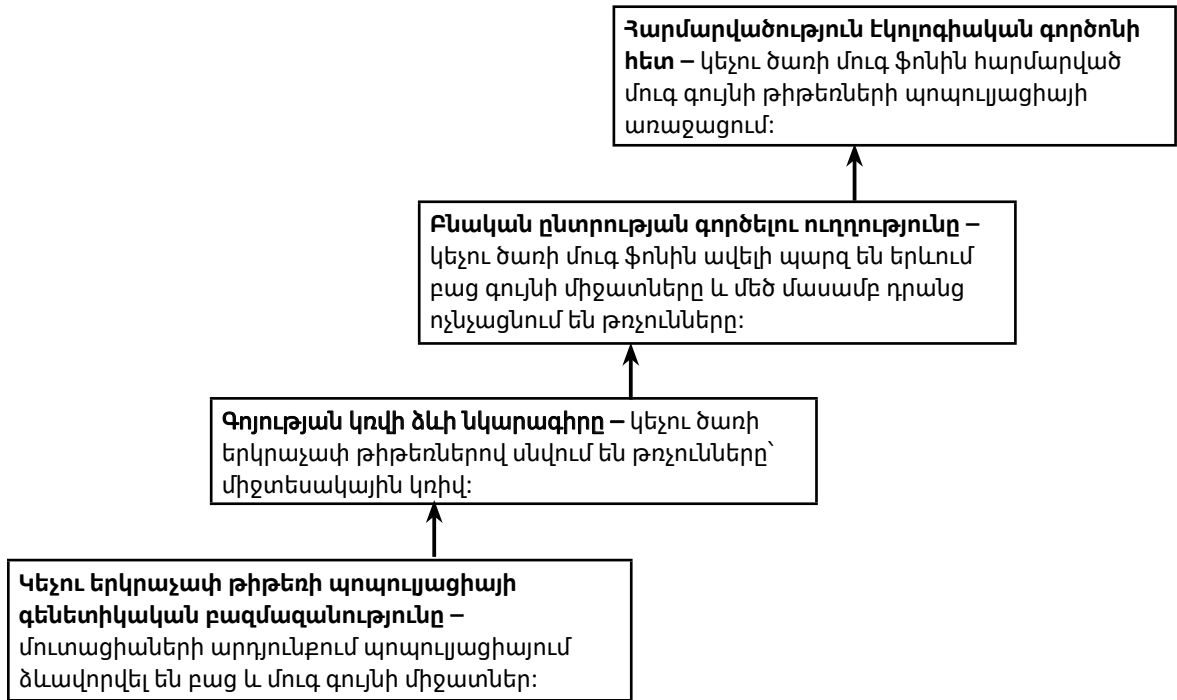 Հարմարվածություն էկոլոգիական գործոնի
հետ – կեչու ծառի մուգ ֆոնին հարմարված
մուգ գույնի թիթեռների պոպուլյացիայի
առաջացում:
Բնական ընտրության գործելու ուղղությունը –
կեչու ծառի մուգ ֆոնին ավելի պարզ են երևում
բաց գույնի միջատները և մեծ մասամբ դրանց
ոչնչացնում են թռչունները:
Գոյության կռվի ձևի նկարագիրը – կեչու ծառի
երկրաչափ թիթեռներով սնվում են թռչունները՝
միջտեսակային կռիվ:
Կեչու երկրաչափ թիթեռի պոպուլյացիայի
գենետիկական բազմազանությունը –
մուտացիաների արդյունքում պոպուլյացիայում
ձևավորվել են բաց և մուգ գույնի միջատներ: